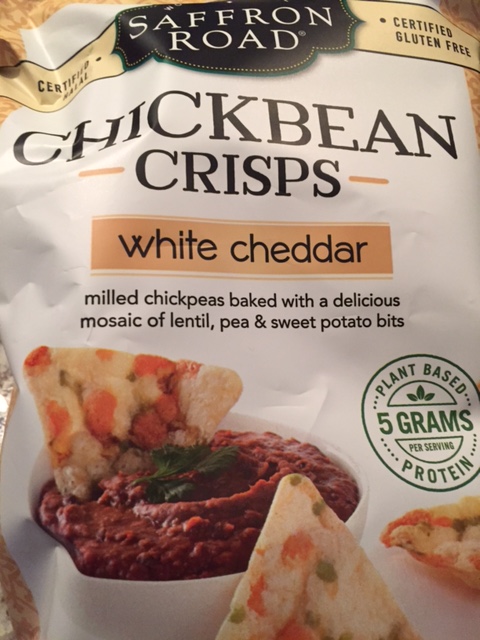 SAFFRON
ROAD®
CERTIFIED
HALAL
• CERTIFIED
GLUTEN FREE
CHICKBEAN
CRISPS
white cheddar
milled chickpeas baked with a delicious
mosaic of lentil, pea & sweet potato bits
PLANT BASED
5 GRAMS
PER SERVING
PROTEIN